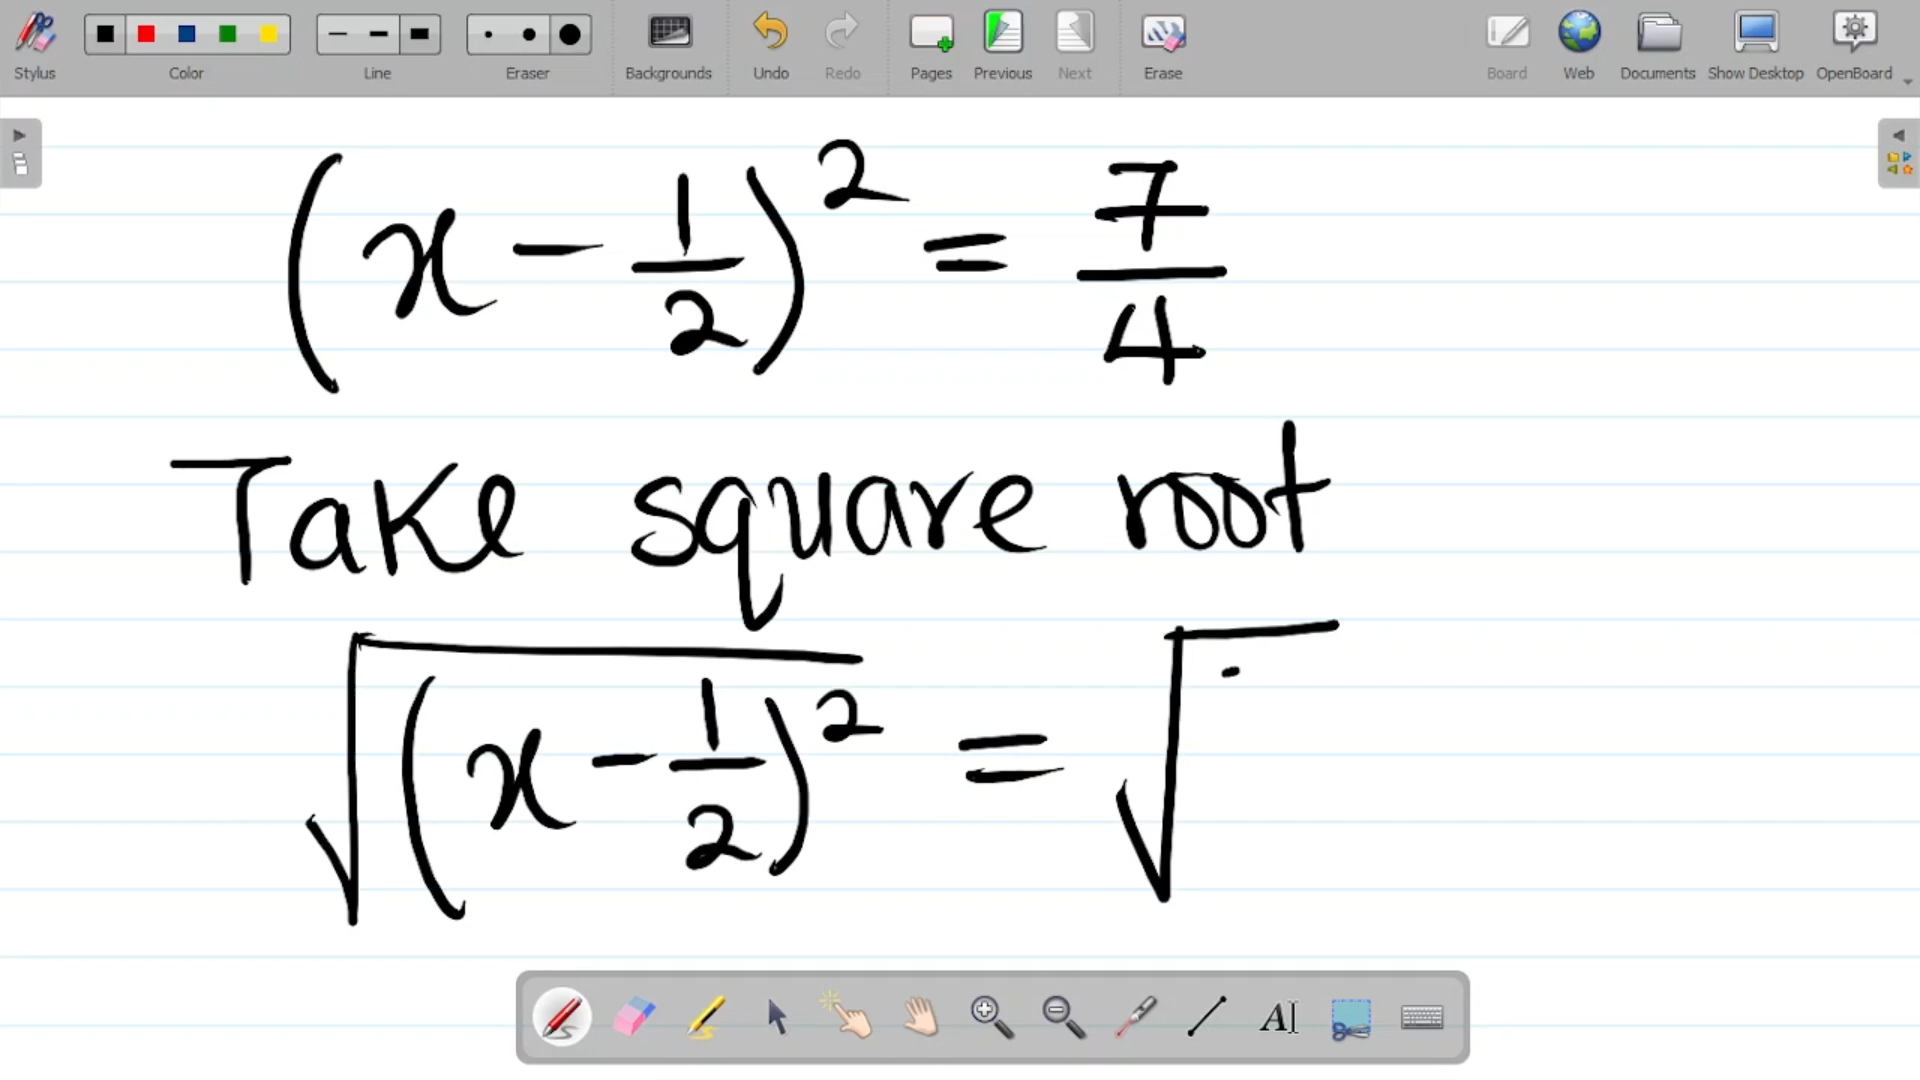 Stylus Color Line Eraser Backgrounds Undo Redo Pages Previous Next Erase Board Web Documents Show Desktop OpenBoard
(x - 1/2)² = 7/4
Take square root
√(x - 1/2)² = √